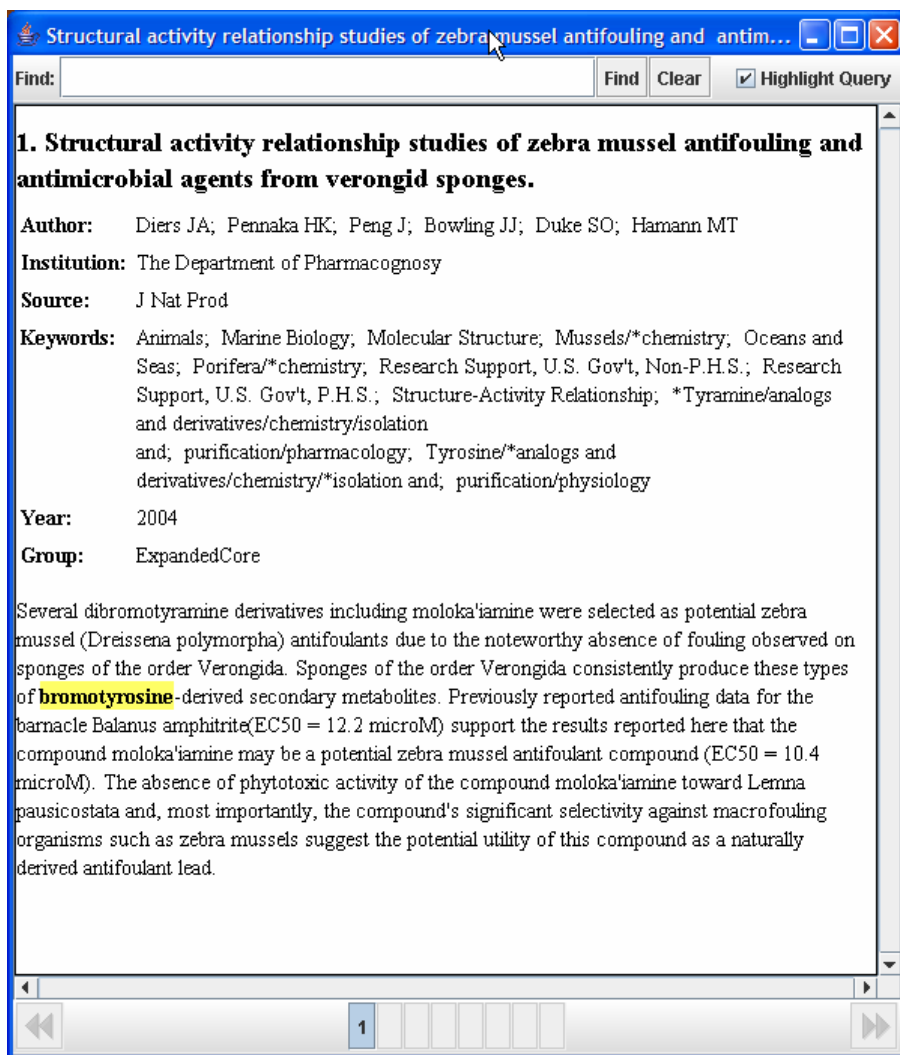 Structural activity relationship studies of zebra mussel antifouling and antim...
Find: Find Clear Highlight Query
1. Structural activity relationship studies of zebra mussel antifouling and
antimicrobial agents from verongid sponges.
Author: Diers JA; Pennaka HK; Peng J; Bowling JJ; Duke SO; Hamann MT
Institution: The Department of Pharmacognosy
Source: J Nat Prod
Keywords: Animals; Marine Biology; Molecular Structure; Mussels/*chemistry; Oceans and
Seas; Porifera/*chemistry; Research Support, U.S. Gov't, Non-P.H.S.; Research
Support, U.S. Gov't, P.H.S.; Structure-Activity Relationship; *Tyramine/analogs
and derivatives/chemistry/isolation
and; purification/pharmacology; Tyrosine/*analogs and
derivatives/chemistry/*isolation and; purification/physiology
Year: 2004
Group: ExpandedCore
Several dibromotyramine derivatives including moloka'iamine were selected as potential zebra
mussel (Dreissena polymorpha) antifoulants due to the noteworthy absence of fouling observed on
sponges of the order Verongida. Sponges of the order Verongida consistently produce these types
of bromotyrosine-derived secondary metabolites. Previously reported antifouling data for the
barnacle Balanus amphitrite(EC50 = 12.2 microM) support the results reported here that the
compound moloka'iamine may be a potential zebra mussel antifoulant compound (EC50 = 10.4
microM). The absence of phytotoxic activity of the compound moloka'iamine toward Lemna
pausicostata and, most importantly, the compound's significant selectivity against macrofouling
organisms such as zebra mussels suggest the potential utility of this compound as a naturally
derived antifoulant lead.
1